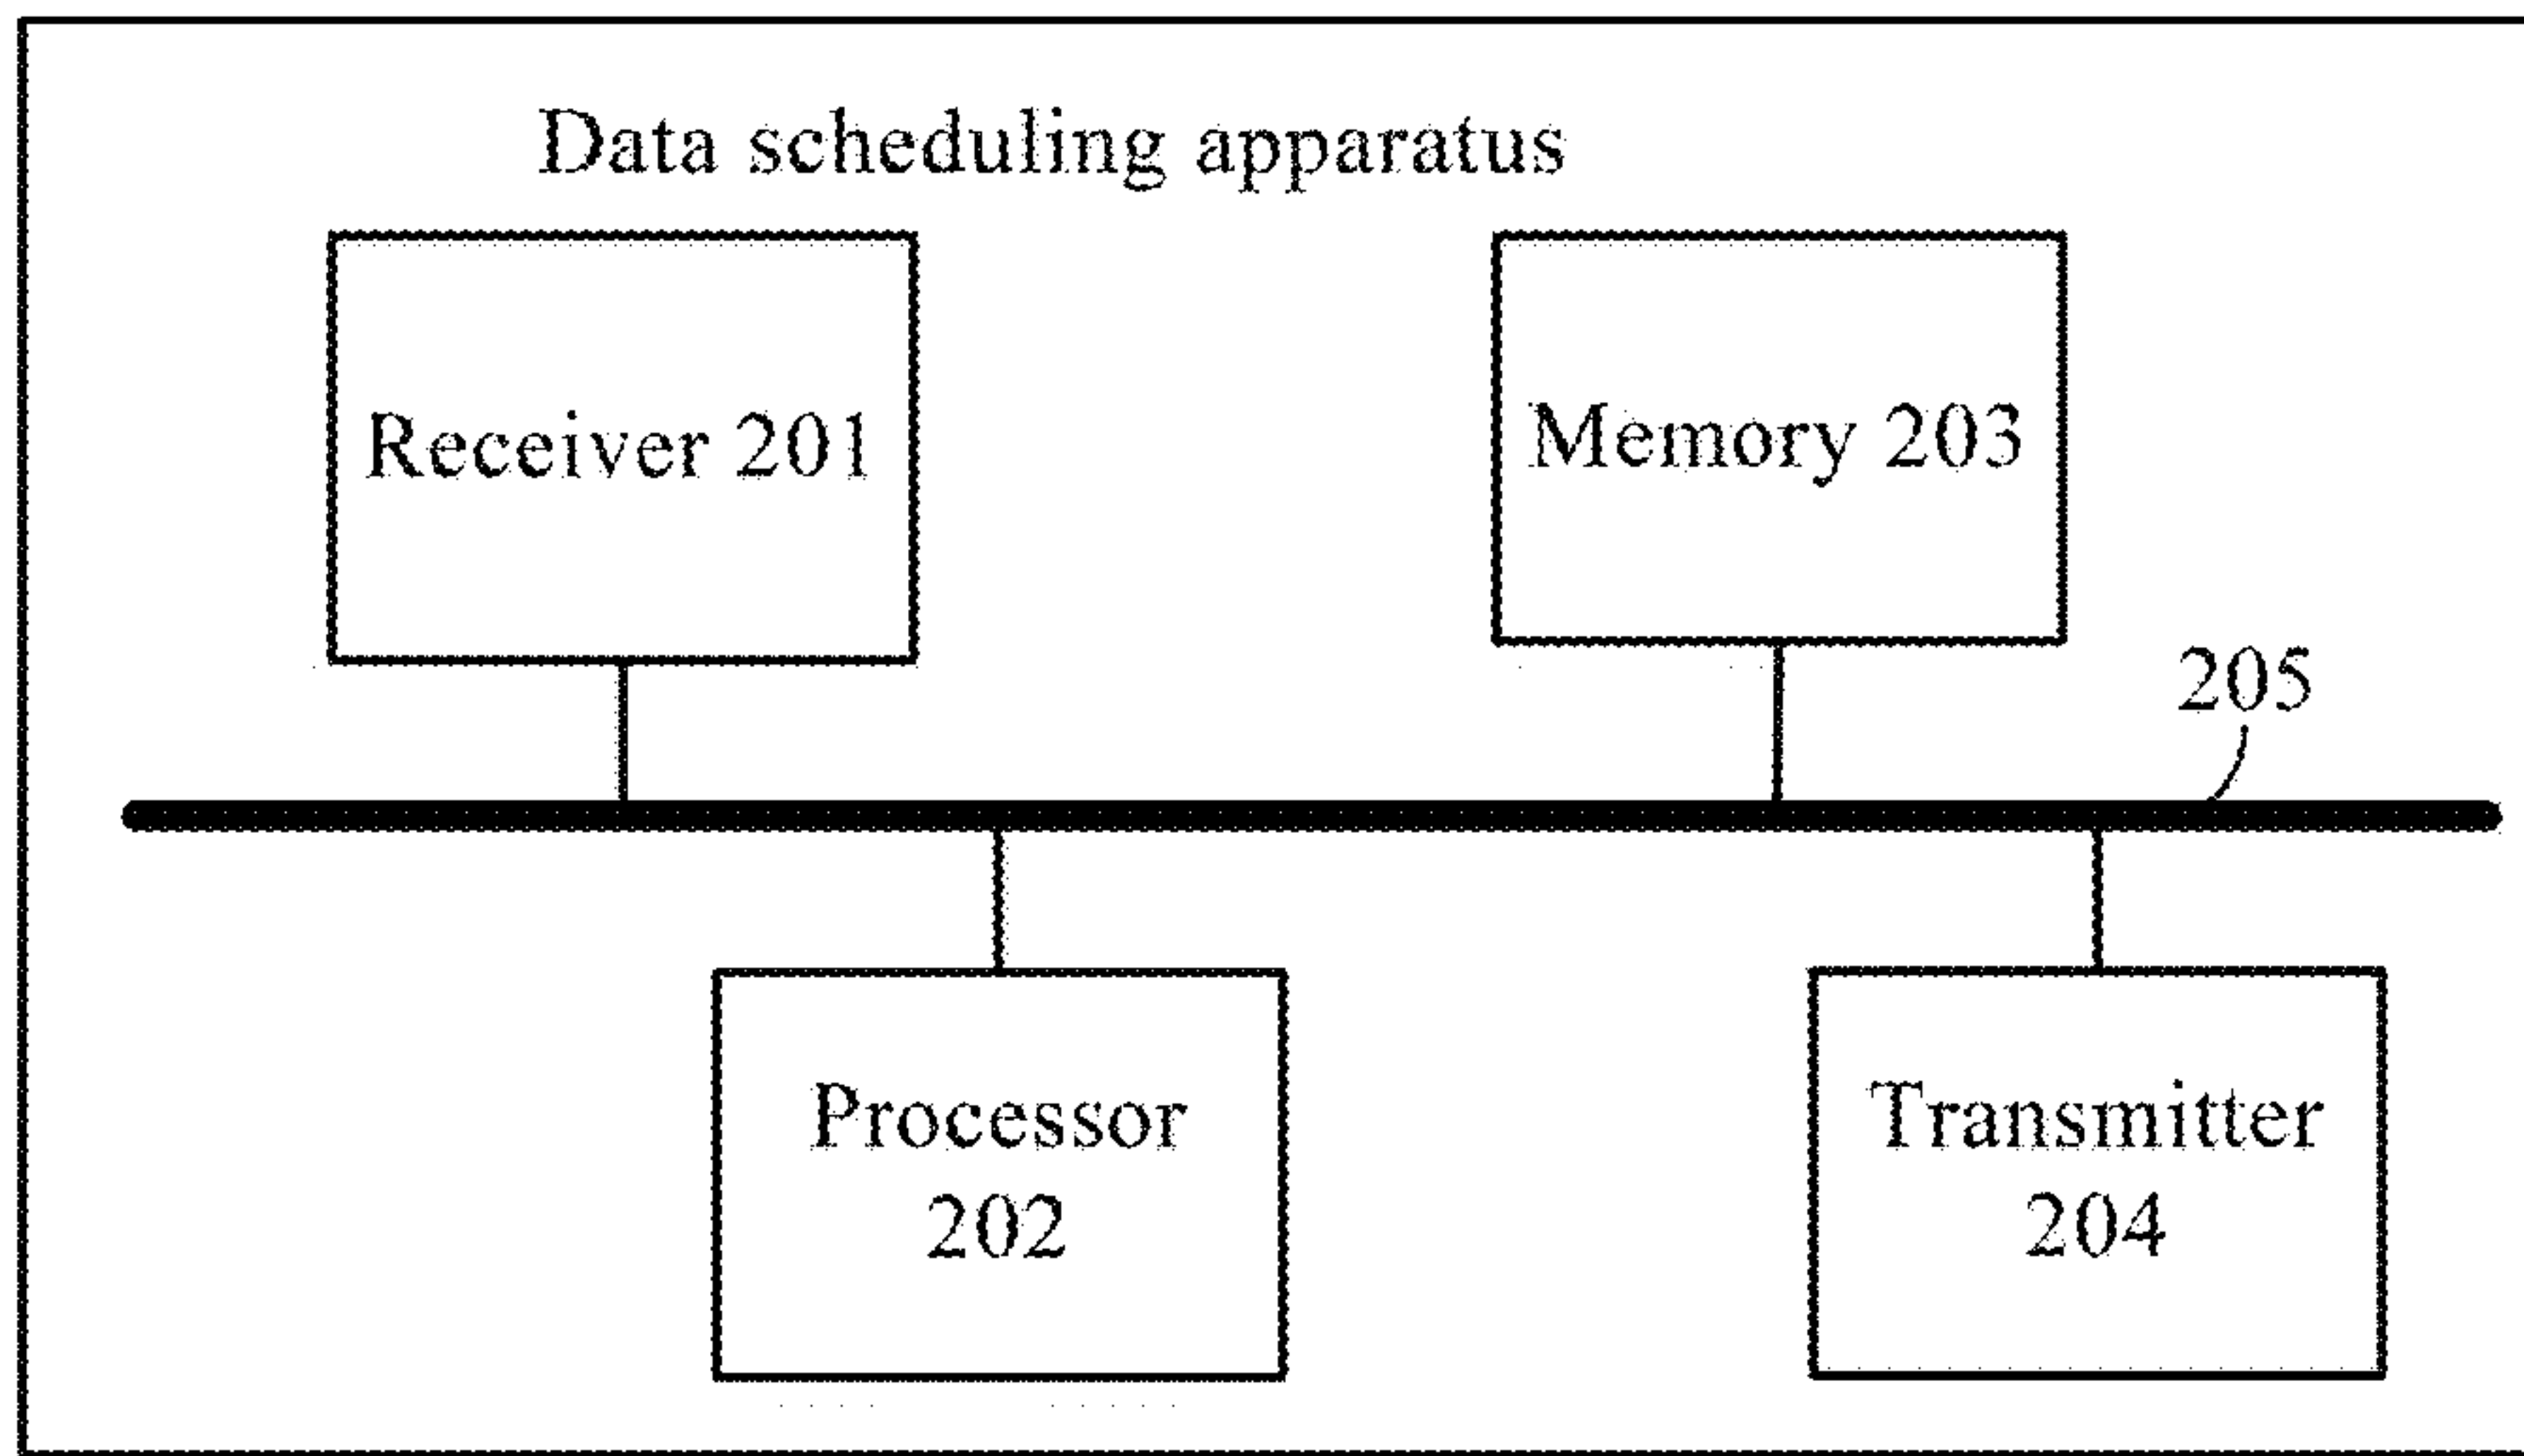 Data scheduling apparatus
Receiver 201
Memory 203
205
Processor
202
Transmitter
204